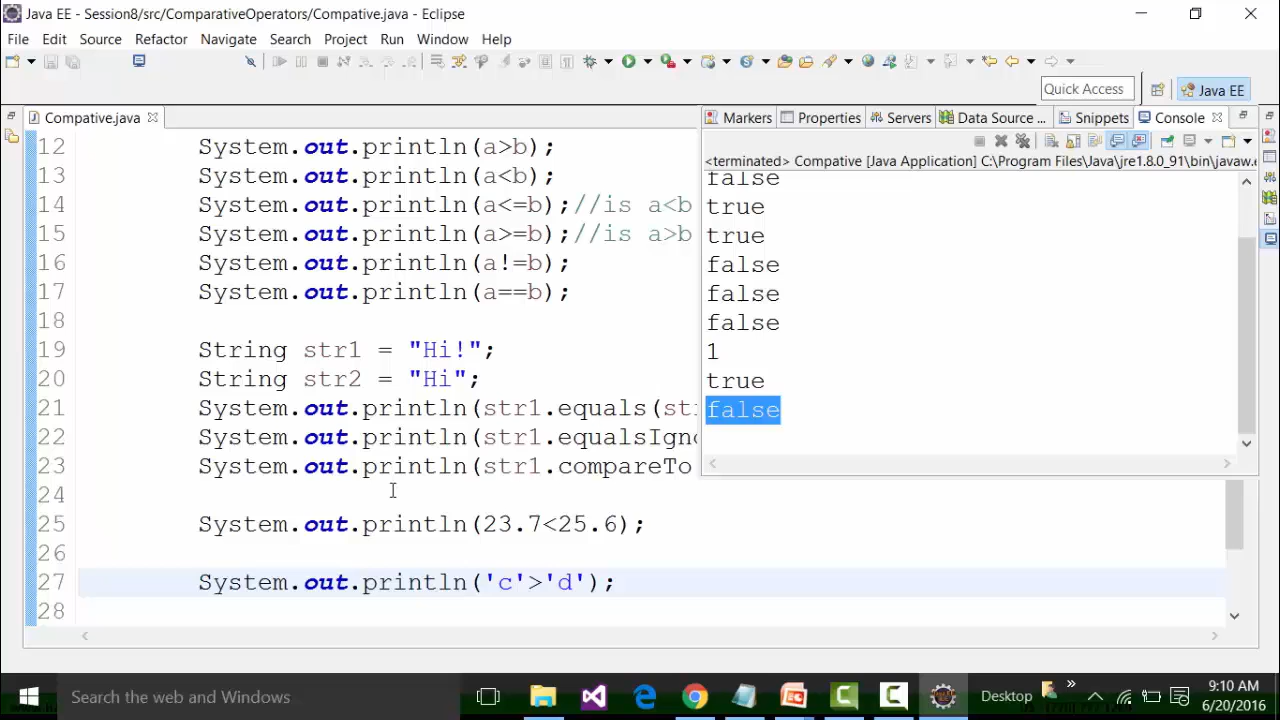 Java EE - Session8/src/ComparativeOperators/Compative.java - Eclipse
File Edit Source Refactor Navigate Search Project Run Window Help
Quick Access
Java EE
Compative.java
Markers Properties Servers Data Source ... Snippets Console
<terminated> Compative [Java Application] C:\Program Files\Java\jre1.8.0_91\bin\javaw.e
12 System.out.println(a>b);
13 System.out.println(a<b);
14 System.out.println(a<=b);//is a<b
15 System.out.println(a>=b);//is a>b
16 System.out.println(a!=b);
17 System.out.println(a==b);
18
19 String str1 = "Hi!";
20 String str2 = "Hi";
21 System.out.println(str1.equals(st
22 System.out.println(str1.equalsIgn
23 System.out.println(str1.compareTo
24
25 System.out.println(23.7<25.6);
26
27 System.out.println('c'>'d');
28
false
true
true
false
false
false
1
true
false
Search the web and Windows
Desktop
9:10 AM
6/20/2016